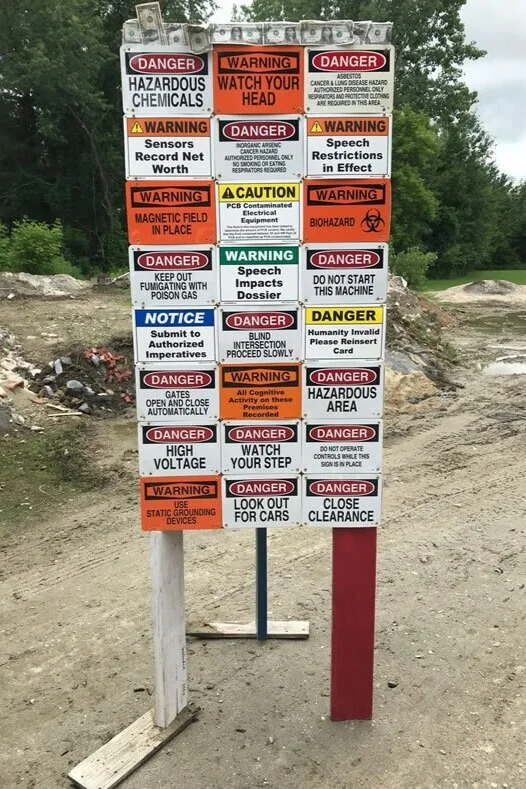 DANGER
HAZARDOUS
CHEMICALS
WARNING
WATCH YOUR
HEAD
DANGER
ASBESTOS
CANCER & LUNG DISEASE HAZARD
AUTHORIZED PERSONNEL ONLY
RESPIRATORS AND PROTECTIVE CLOTHING
ARE REQUIRED IN THIS AREA
WARNING
Sensors
Record Net
Worth
DANGER
INORGANIC ARSENIC
CANCER HAZARD
AUTHORIZED PERSONNEL ONLY
NO SMOKING OR EATING
RESPIRATORS REQUIRED
WARNING
Speech
Restrictions
in Effect
WARNING
MAGNETIC FIELD
IN PLACE
CAUTION
PCB Contaminated
Electrical
Equipment
WARNING
BIOHAZARD
DANGER
KEEP OUT
FUMIGATING WITH
POISON GAS
WARNING
Speech
Impacts
Dossier
DANGER
DO NOT START
THIS MACHINE
NOTICE
Submit to
Authorized
Imperatives
DANGER
BLIND
INTERSECTION
PROCEED SLOWLY
DANGER
Humanity Invalid
Please Reinsert
Card
DANGER
GATES
OPEN AND CLOSE
AUTOMATICALLY
WARNING
All Cognitive
Activity on these
Premises
Recorded
DANGER
HAZARDOUS
AREA
DANGER
HIGH
VOLTAGE
DANGER
WATCH
YOUR STEP
DANGER
DO NOT OPERATE
CONTROLS WHILE THIS
SIGN IS IN PLACE
WARNING
USE
STATIC GROUNDING
DEVICES
DANGER
LOOK OUT
FOR CARS
DANGER
CLOSE
CLEARANCE